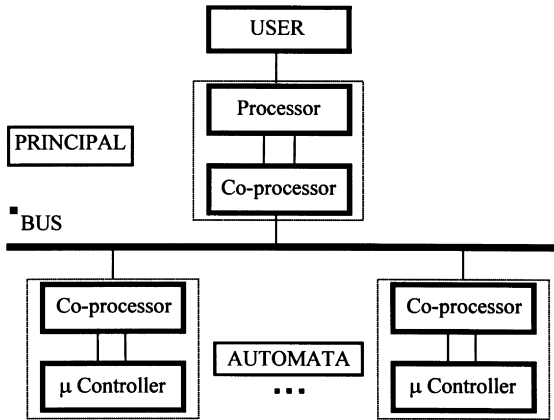 USER
Processor
PRINCIPAL
Co-processor
BUS
Co-processor
Co-processor
AUTOMATA
...
μ Controller
μ Controller